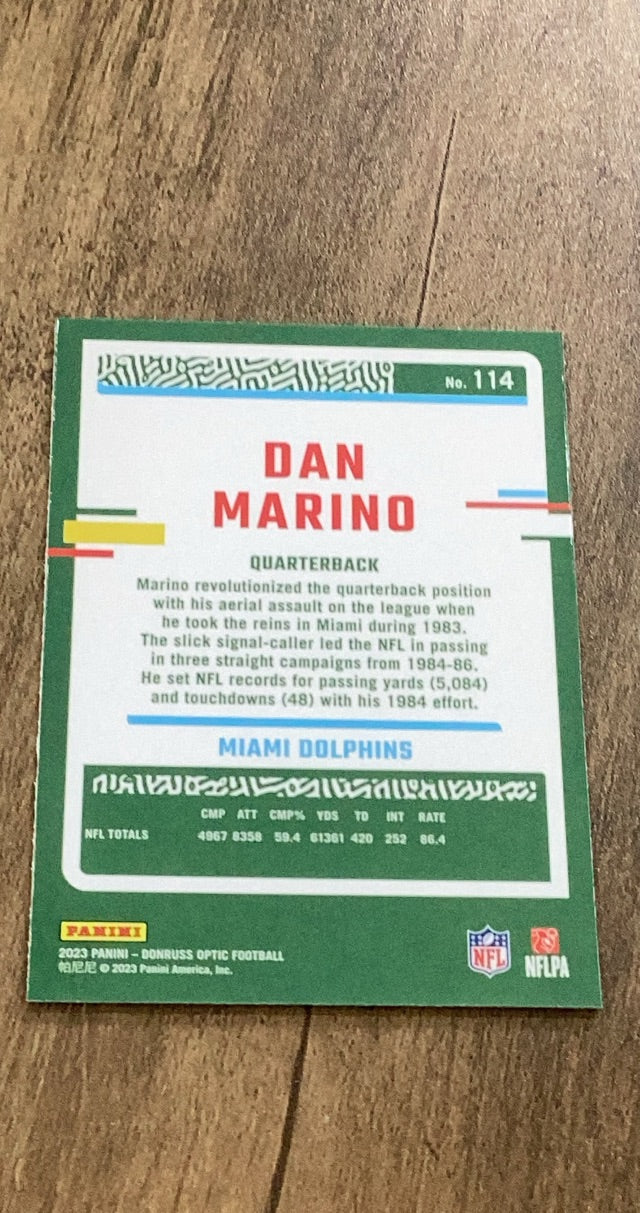 No. 114
DAN
MARINO
QUARTERBACK
Marino revolutionized the quarterback position
with his aerial assault on the league when
he took the reins in Miami during 1983.
The slick signal-caller led the NFL in passing
in three straight campaigns from 1984-86.
He set NFL records for passing yards (5,084)
and touchdowns (48) with his 1984 effort.
MIAMI DOLPHINS
CMP ATT CMP% YDS TD INT RATE
NFL TOTALS 4967 8358 59.4 61361 420 252 86.4
PANINI
2023 PANINI – DONRUSS OPTIC FOOTBALL
帕尼尼 © 2023 Panini America, Inc.
NFL
NFLPA